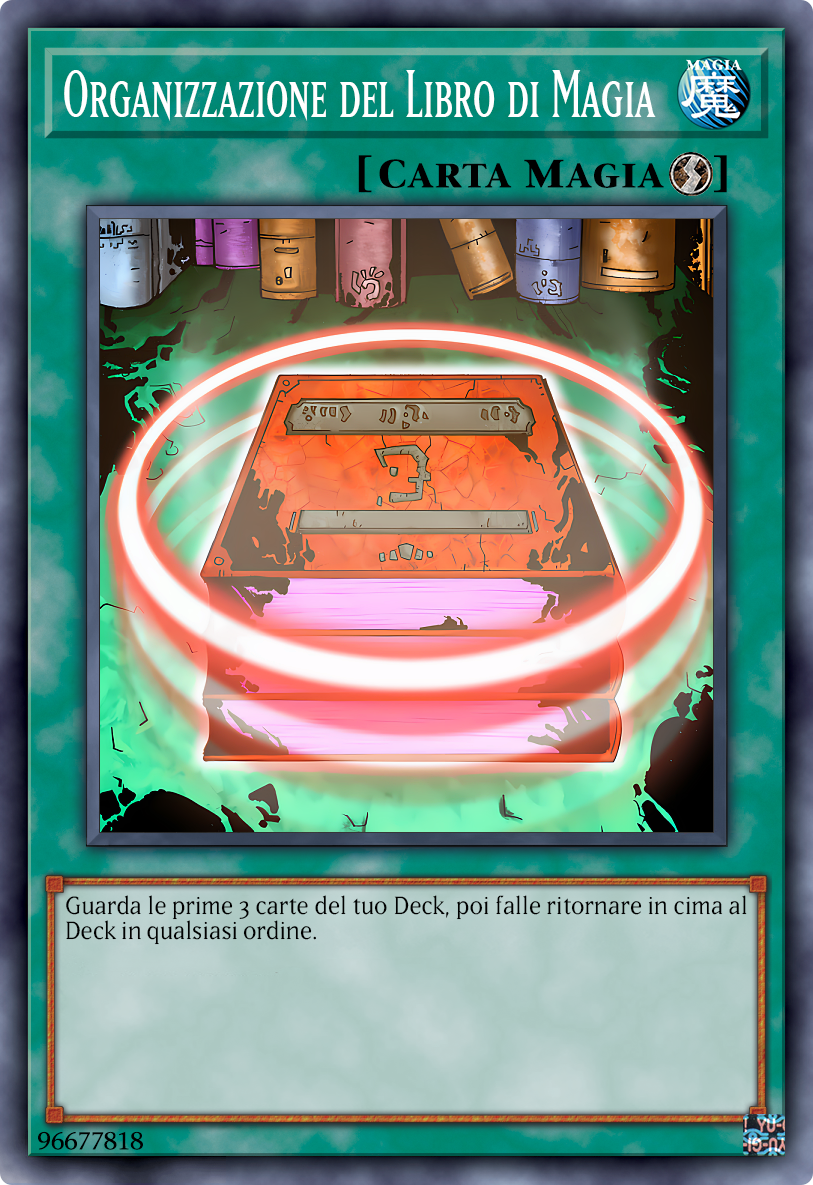 Organizzazione del Libro di Magia
MAGIA
魔
[Carta Magia]
Guarda le prime 3 carte del tuo Deck, poi falle ritornare in cima al
Deck in qualsiasi ordine.
96677818